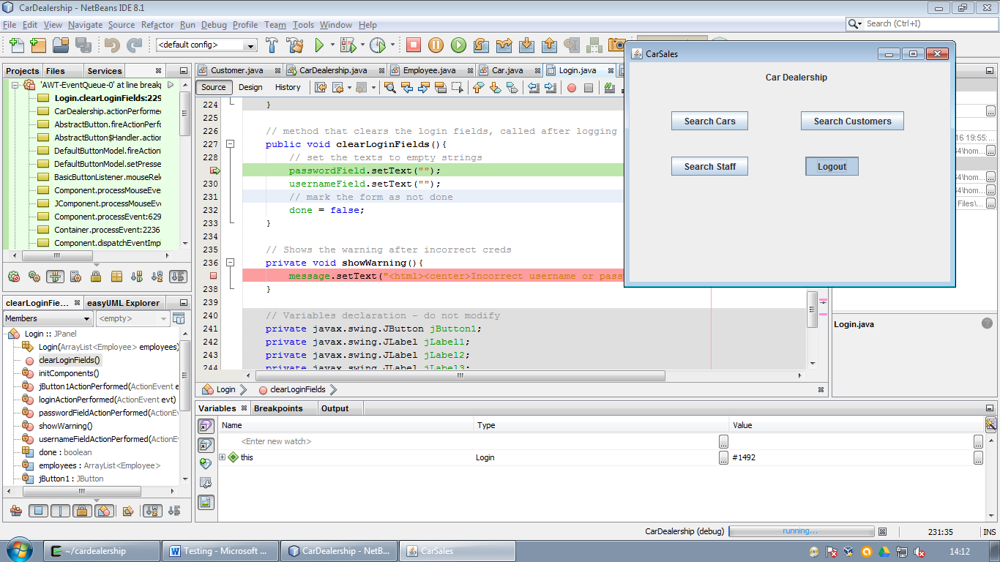 CarDealership - NetBeans IDE 8.1
File Edit View Navigate Source Refactor Run Debug Profile Team Tools Window Help
Search (Ctrl+I)
<default config>
Projects Files Services
'AWT-EventQueue-0' at line breakp
Login.clearLoginFields:229
CarDealership.actionPerformed
AbstractButton.fireActionPerf
AbstractButton$Handler.action
DefaultButtonModel.fireAction
DefaultButtonModel.setPresse
BasicButtonListener.mouseRele
Component.processMouseEve
JComponent.processMouseEve
Component.processEvent:629
Container.processEvent:2236
Component.dispatchEventImpl
clearLoginFie... easyUML Explorer
Members <empty>
Login :: JPanel
Login(ArrayList<Employee> employees)
clearLoginFields()
initComponents()
jButton1ActionPerformed(ActionEvent e
loginActionPerformed(ActionEvent evt)
passwordFieldActionPerformed(ActionEv
showWarning()
usernameFieldActionPerformed(ActionE
done : boolean
employees : ArrayList<Employee>
jButton1 : JButton
Customer.java CarDealership.java Employee.java Car.java Login.java
Source Design History
224 }
225
226 // method that clears the login fields, called after logging
227 public void clearLoginFields(){
228 // set the texts to empty strings
passwordField.setText("");
230 usernameField.setText("");
231 // mark the form as not done
232 done = false;
233 }
234
235 // Shows the warning after incorrect creds
236 private void showWarning(){
message.setText("<html><center>Incorrect username or pass
238 }
239
240 // Variables declaration - do not modify
241 private javax.swing.JButton jButton1;
242 private javax.swing.JLabel jLabel1;
243 private javax.swing.JLabel jLabel2;
244 private javax.swing.JLabel jLabel3;
Login clearLoginFields
CarSales
Car Dealership
Search Cars Search Customers
Search Staff Logout
16 19:55:
64\hom
64\hom
64\hom
Files\...
Login.java
Variables Breakpoints Output
Name Type Value
<Enter new watch>
this Login #1492
CarDealership (debug) running... 231:35 INS
~/cardealership Testing - Microsoft ... CarDealership - NetB... CarSales 14:12